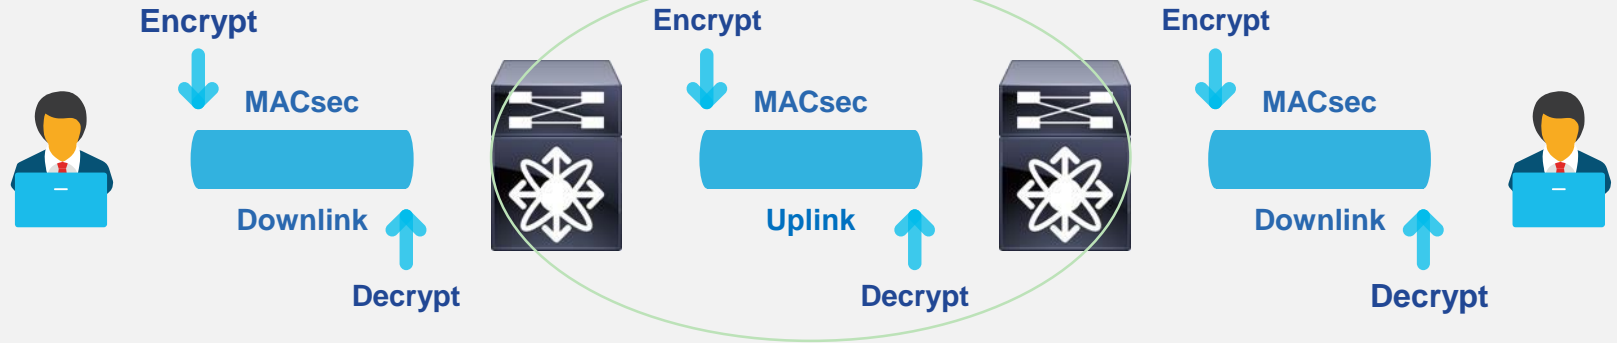 Encrypt
MACsec
Downlink
Decrypt
Encrypt
MACsec
Uplink
Decrypt
Encrypt
MACsec
Downlink
Decrypt